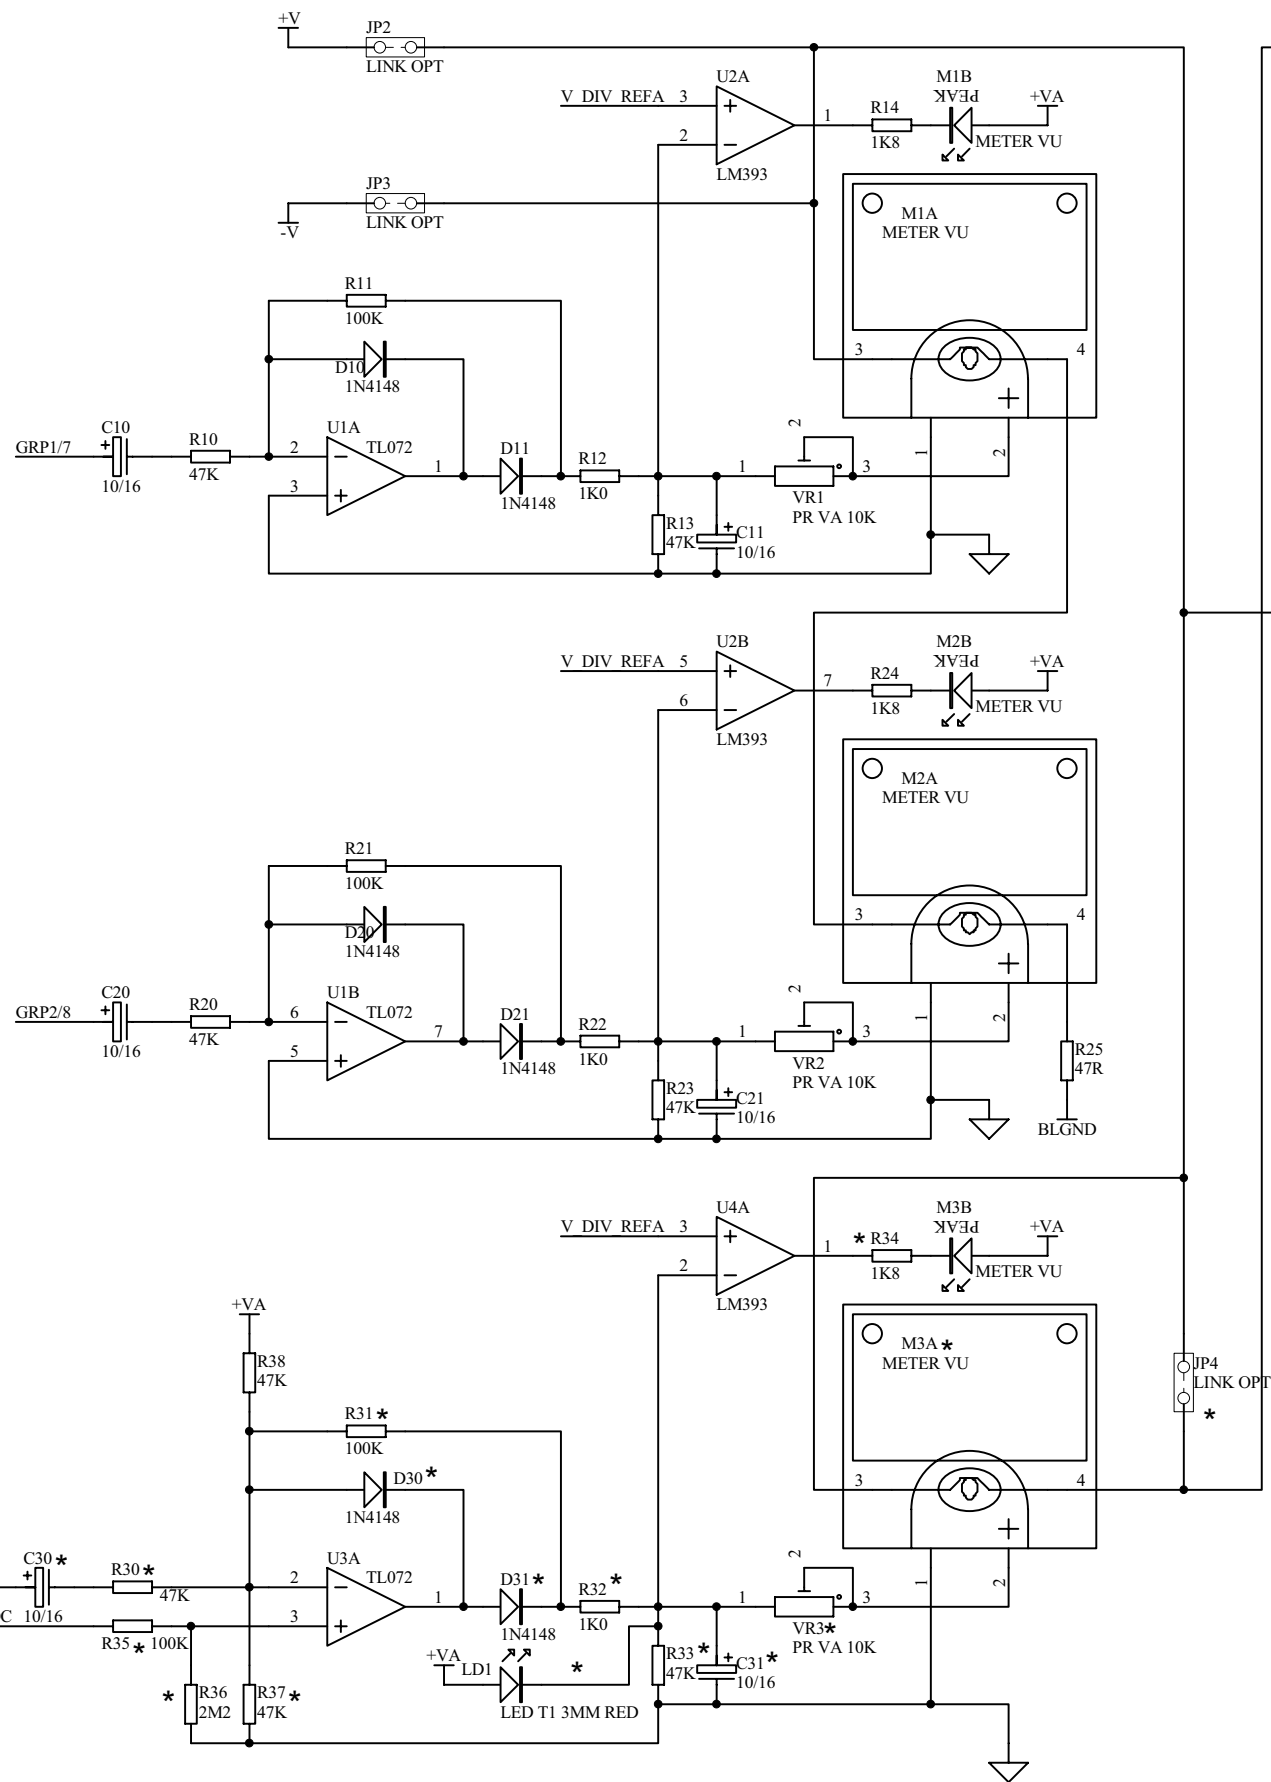 +V
JP2
LINK OPT
U2A
V_DIV_REFA 3
+
1
2
−
LM393
R14
1K8
M1B
PEAK
+VA
METER VU
JP3
LINK OPT
-V
M1A
METER VU
3
4
+
1
2
R11
100K
D10
1N4148
GRP1/7
C10
+
10/16
R10
47K
U1A
TL072
2
−
3
+
1
D11
1N4148
R12
1K0
1
2
3
VR1
PR VA 10K
R13
47K
+
C11
10/16
U2B
V_DIV_REFA 5
+
7
6
−
LM393
R24
1K8
M2B
PEAK
+VA
METER VU
M2A
METER VU
3
4
+
1
2
R21
100K
D20
1N4148
GRP2/8
C20
+
10/16
R20
47K
U1B
TL072
6
−
5
+
7
D21
1N4148
R22
1K0
1
2
3
VR2
PR VA 10K
R23
47K
+
C21
10/16
R25
47R
BLGND
U4A
V_DIV_REFA 3
+
1
2
−
LM393
* R34
1K8
M3B
PEAK
+VA
METER VU
M3A *
METER VU
3
4
+
1
2
JP4
LINK OPT
*
+VA
R38
47K
R31 *
100K
D30 *
1N4148
C30 *
+
10/16
R30 *
47K
C
R35 * 100K
U3A
TL072
2
−
3
+
1
D31 *
1N4148
R32 *
1K0
1
2
3
VR3*
PR VA 10K
+VA
LD1
*
LED T1 3MM RED
R33 *
47K
+
C31 *
10/16
* R36
2M2
R37 *
47K